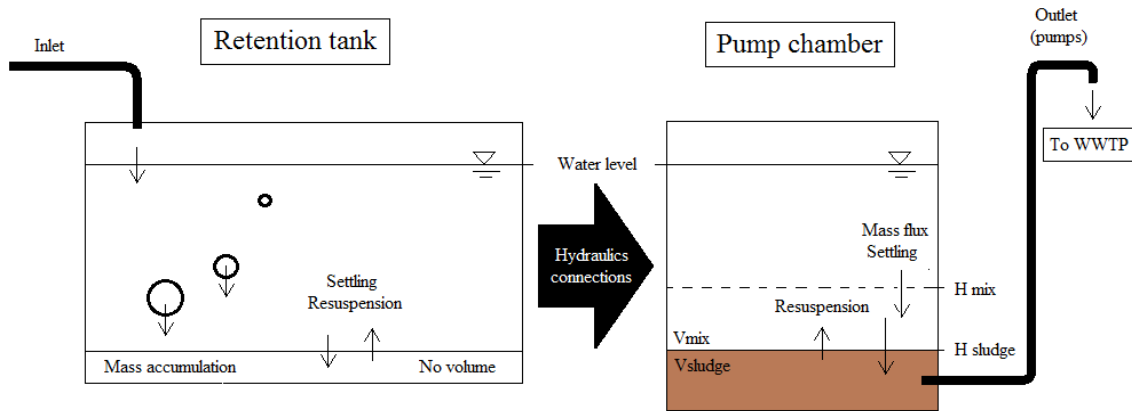 Inlet
Retention tank
Pump chamber
Outlet
(pumps)
To WWTP
Water level
Hydraulics
connections
Mass flux
Settling
H mix
Settling
Resuspension
Resuspension
Vmix
H sludge
Mass accumulation
No volume
Vsludge